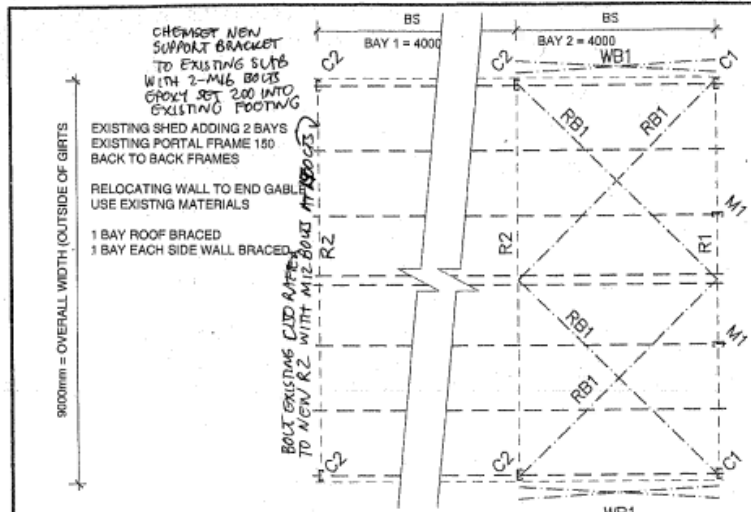 BS
BS
BAY 1 = 4000
BAY 2 = 4000
CHEMSET NEW
SUPPORT BRACKET
TO EXISTING SLAB
WITH 2-M16 BOLTS
EPOXY SET 200 INTO
EXISTING FOOTING
C2
C2
WB1
C1
EXISTING SHED ADDING 2 BAYS
EXISTING PORTAL FRAME 150
BACK TO BACK FRAMES
RELOCATING WALL TO END GABLE
USE EXISTNG MATERIALS
1 BAY ROOF BRACED
1 BAY EACH SIDE WALL BRACED
9000mm = OVERALL WIDTH (OUTSIDE OF GIRTS
BOLT EXISTING END RAFTER
TO NEW R2 WITH M12 BOLTS AT CTS
R2
R2
R1
RB1
RB1
M1
M1
RB1
RB1
C2
C2
C1
WB1